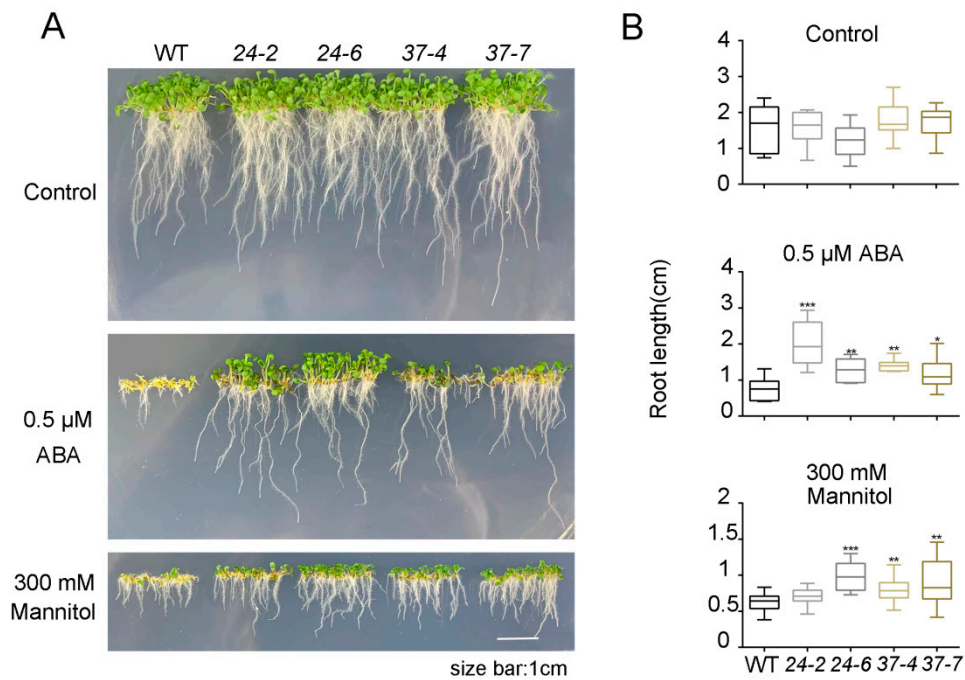 A
WT 24-2 24-6 37-4 37-7
Control
0.5 µM
ABA
300 mM
Mannitol
size bar:1cm
B
Root length(cm)
Control
4
3
2
1
0
0.5 µM ABA
4
3
2
1
0
***
**
**
*
300 mM
Mannitol
2
1.5
1
0.5
0
***
**
**
WT 24-2 24-6 37-4 37-7